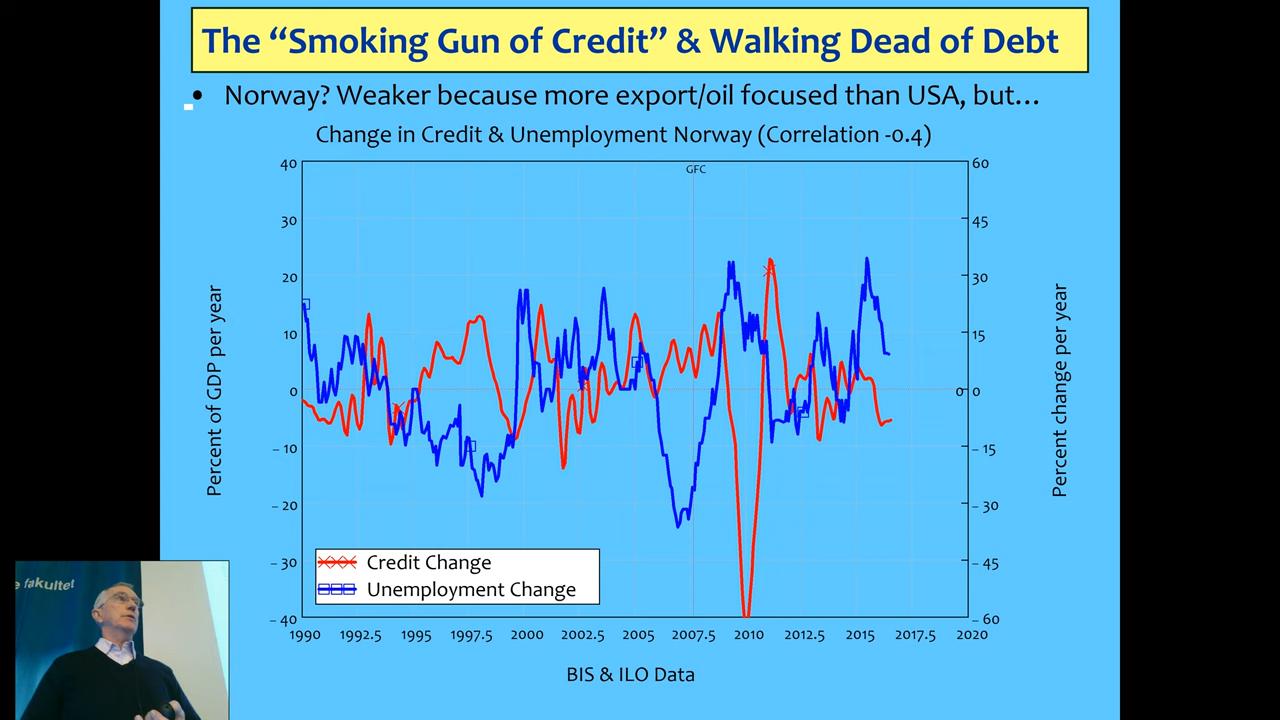 The “Smoking Gun of Credit” & Walking Dead of Debt
• Norway? Weaker because more export/oil focused than USA, but…
Change in Credit & Unemployment Norway (Correlation -0.4)
GFC
40
30
20
10
0
– 10
– 20
– 30
– 40
60
45
30
15
0 0
– 15
– 30
– 45
– 60
Percent of GDP per year
Percent change per year
Credit Change
Unemployment Change
1990 1992.5 1995 1997.5 2000 2002.5 2005 2007.5 2010 2012.5 2015 2017.5 2020
BIS & ILO Data
e fakultet